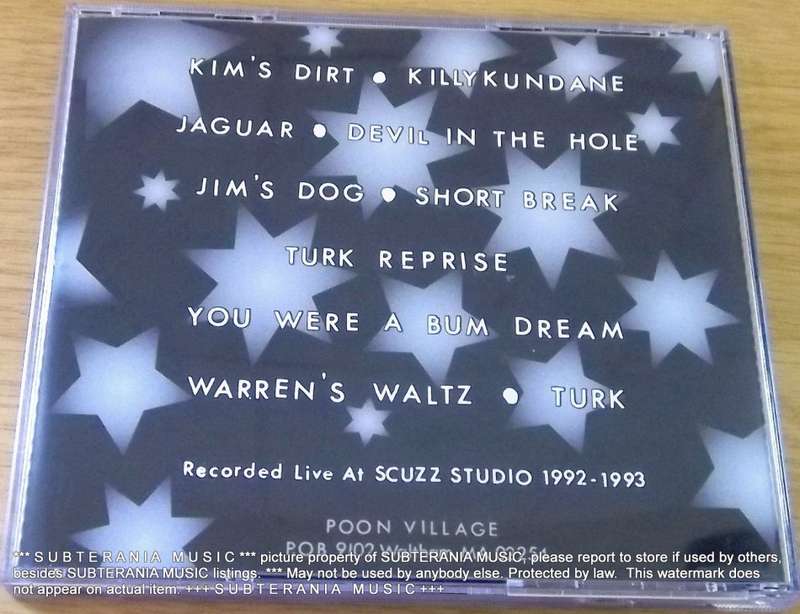 KIM'S DIRT ● KILLYKUNDANE
JAGUAR ● DEVIL IN THE HOLE
JIM'S DOG ● SHORT BREAK
TURK REPRISE
YOU WERE A BUM DREAM
WARREN'S WALTZ ● TURK
Recorded Live At SCUZZ STUDIO 1992-1993
POON VILLAGE
POB 9102 MA
*** S U B T E R A N I A   M U S I C *** picture property of SUBTERANIA MUSIC, please report to store if used by others,
besides SUBTERANIA MUSIC listings. *** May not be used by anybody else. Protected by law.  This watermark does
not appear on actual item. +++ S U B T E R A N I A   M U S I C +++